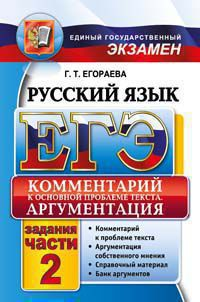 ЕДИНЫЙ ГОСУДАРСТВЕННЫЙ
ЭКЗАМЕН
Г. Т. ЕГОРАЕВА
РУССКИЙ ЯЗЫК
ЕГЭ
КОММЕНТАРИЙ
К ОСНОВНОЙ ПРОБЛЕМЕ ТЕКСТА.
АРГУМЕНТАЦИЯ
ЗАДАНИЯ
ЧАСТИ
2
• Комментарий
к проблеме текста
• Аргументация
собственного мнения
• Справочный материал
• Банк аргументов